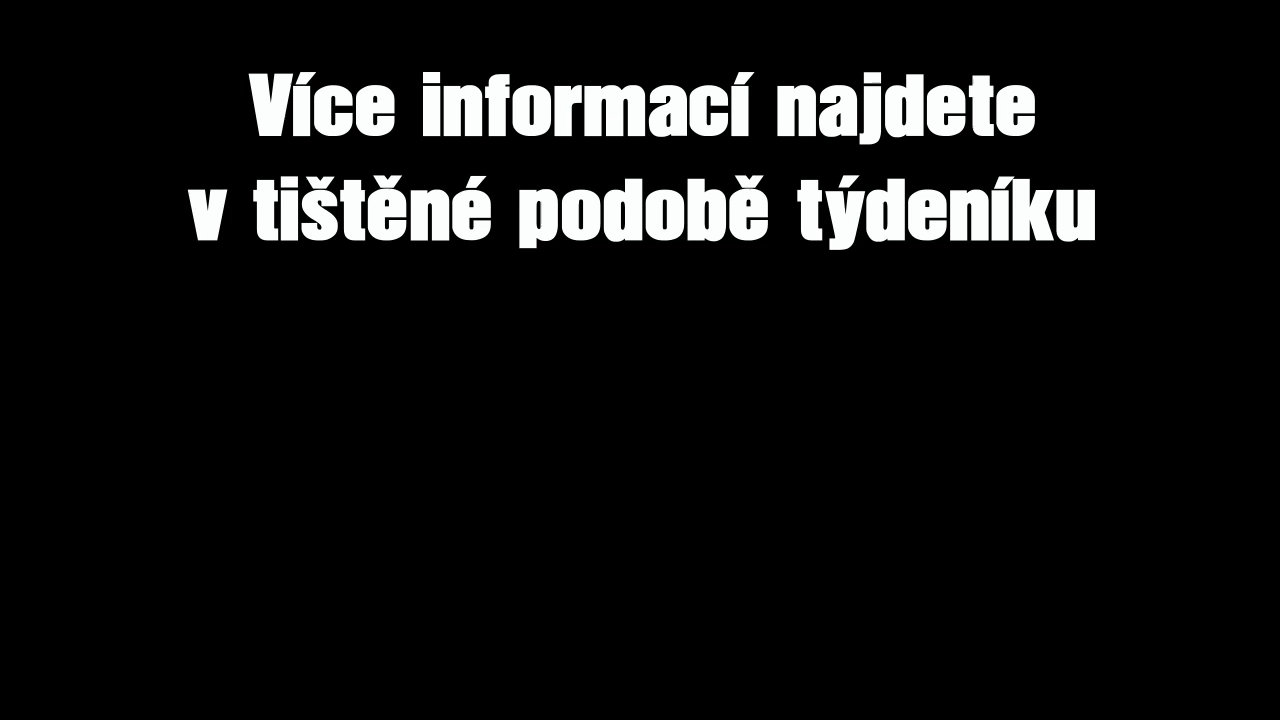 Více informací najdete
v tištěné podobě týdeníku